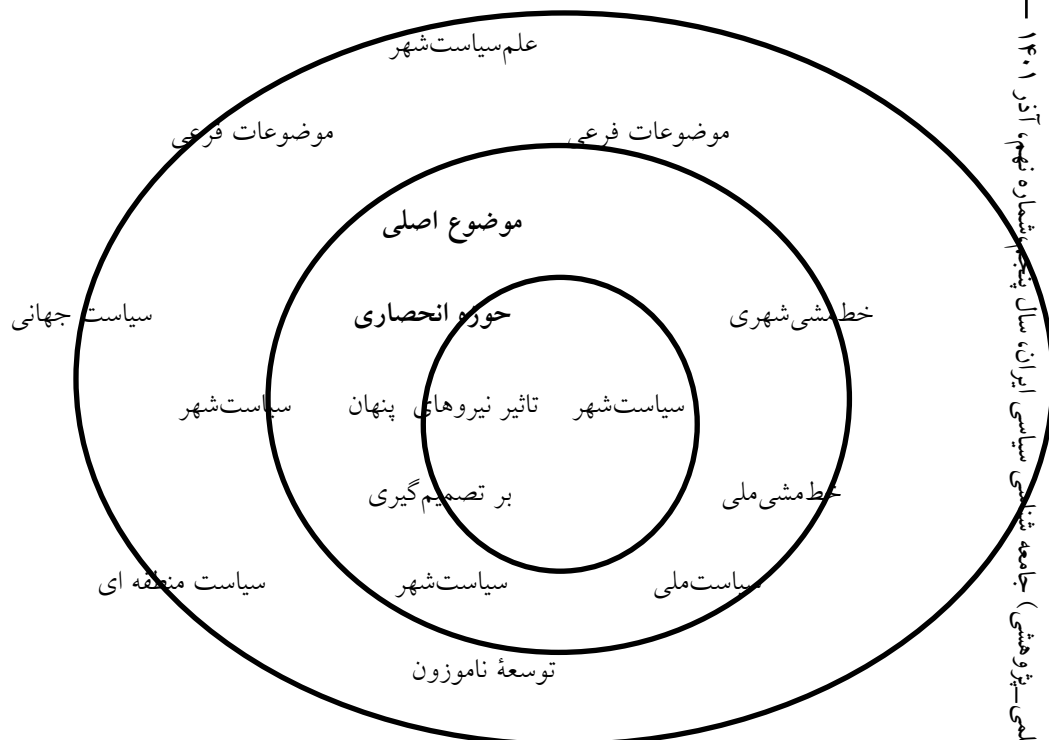 علم‌سیاست‌شهر
موضوعات فرعی موضوعات فرعی
موضوع اصلی
خط‌مشی‌شهری حوزه انحصاری سیاست جهانی
سیاست‌شهر تاثیر نیروهای پنهان سیاست‌شهر
خط‌مشی‌ملی بر تصمیم‌گیری
سیاست‌ملی سیاست‌شهر سیاست منطقه ای
توسعهٔ ناموزون
لمی_پژوهشی) جامعه شناسی سیاسی ایران، سال پنجم، شماره نهم، آذر ۱۴۰۱